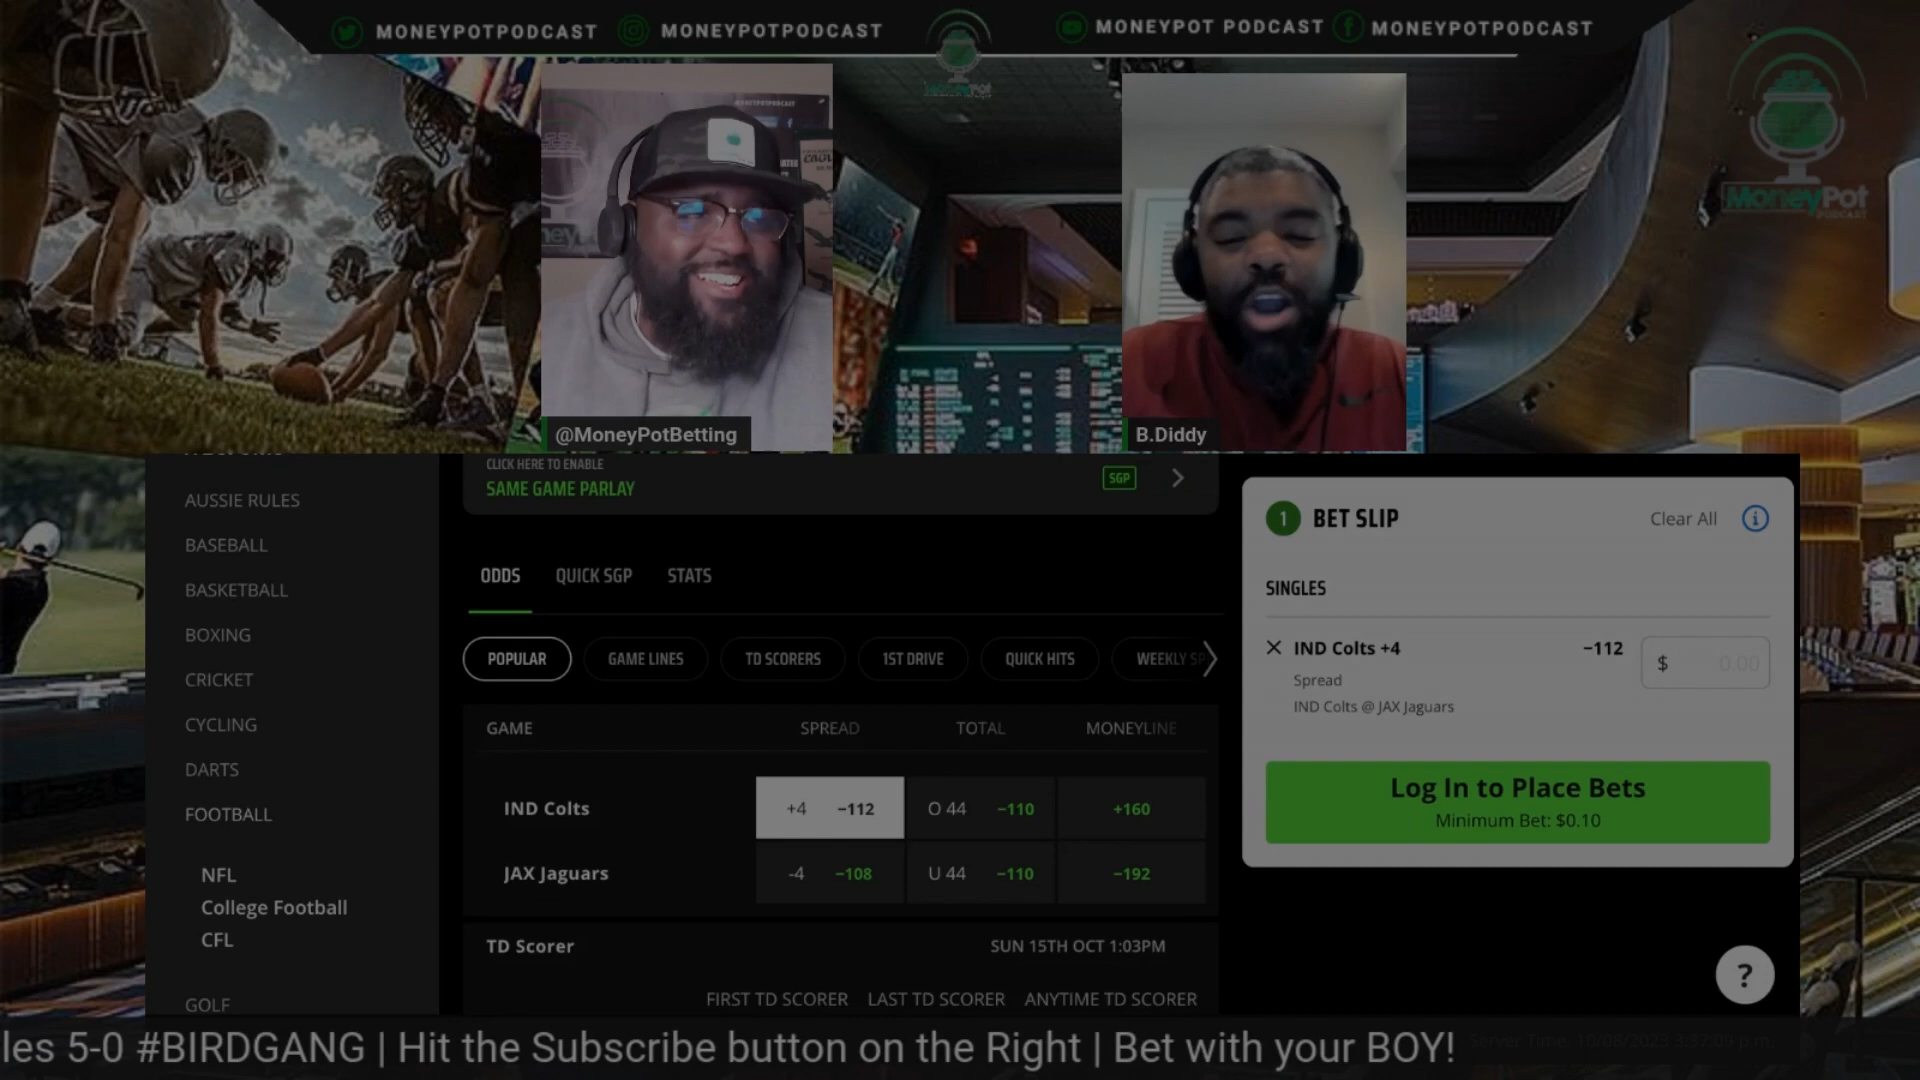 MONEYPOTPODCAST
MONEYPOTPODCAST
MONEYPOT PODCAST
MONEYPOTPODCAST
MoneyPot
PODCAST
@MoneyPotBetting
B.Diddy
CLICK HERE TO ENABLE
SAME GAME PARLAY
SGP
AUSSIE RULES
BASEBALL
BASKETBALL
BOXING
CRICKET
CYCLING
DARTS
FOOTBALL
NFL
College Football
CFL
GOLF
ODDS QUICK SGP STATS
POPULAR GAME LINES TD SCORERS 1ST DRIVE QUICK HITS WEEKLY SP
GAME SPREAD TOTAL MONEYLINE
IND Colts +4 −112 O 44 −110 +160
JAX Jaguars -4 −108 U 44 −110 −192
TD Scorer SUN 15TH OCT 1:03PM
FIRST TD SCORER LAST TD SCORER ANYTIME TD SCORER
1 BET SLIP Clear All
SINGLES
IND Colts +4 −112 $ 0.00
Spread
IND Colts @ JAX Jaguars
Log In to Place Bets
Minimum Bet: $0.10
?
les 5-0 #BIRDGANG | Hit the Subscribe button on the Right | Bet with your BOY!